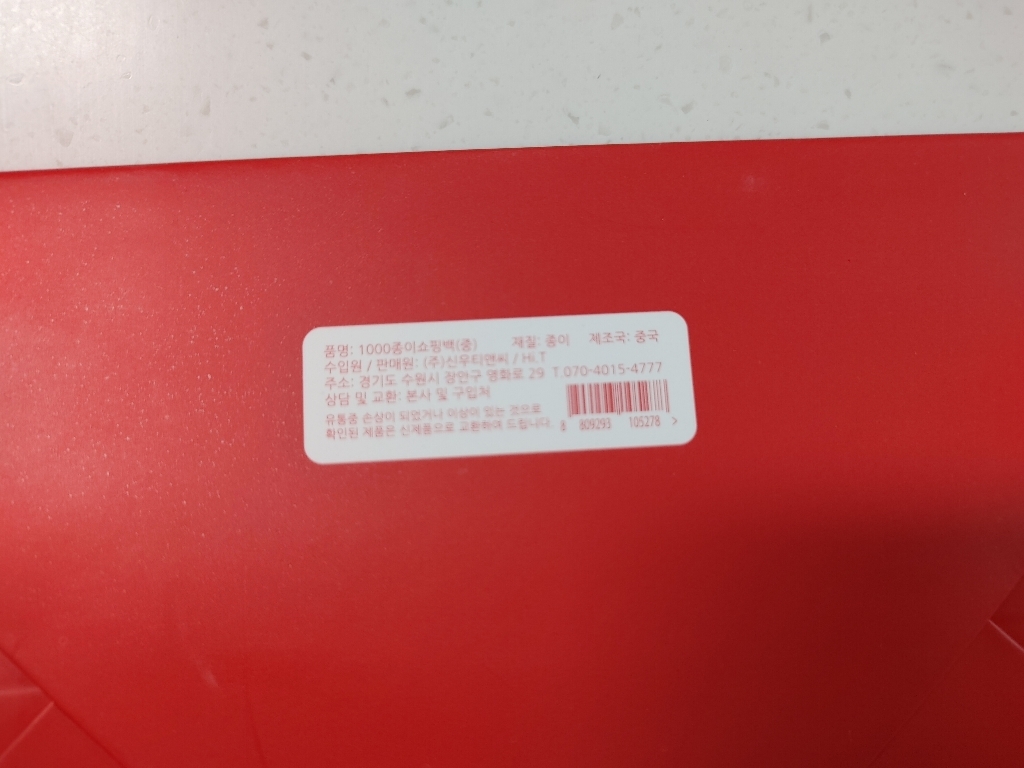 품명: 1000종이쇼핑백(중) 재질: 종이 제조국: 중국
수입원 / 판매원: (주)신우티앤씨 / Hi.T
주소: 경기도 수원시 장안구 영화로 29 T.070-4015-4777
상담 및 교환: 본사 및 구입처
유통중 손상이 되었거나 이상이 있는 것으로
확인된 제품은 신제품으로 교환하여 드립니다.
8 809293 105278 >